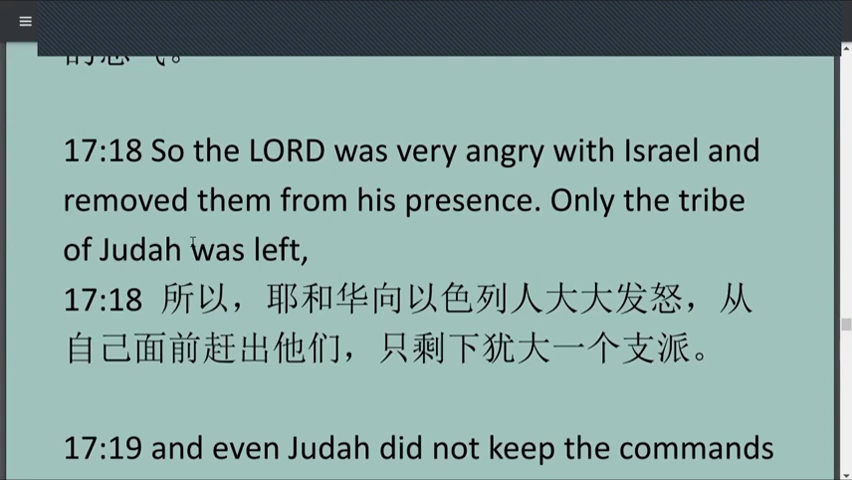 17:18 So the LORD was very angry with Israel and
removed them from his presence. Only the tribe
of Judah was left,
17:18 所以，耶和华向以色列人大大发怒，从
自己面前赶出他们，只剩下犹大一个支派。
17:19 and even Judah did not keep the commands